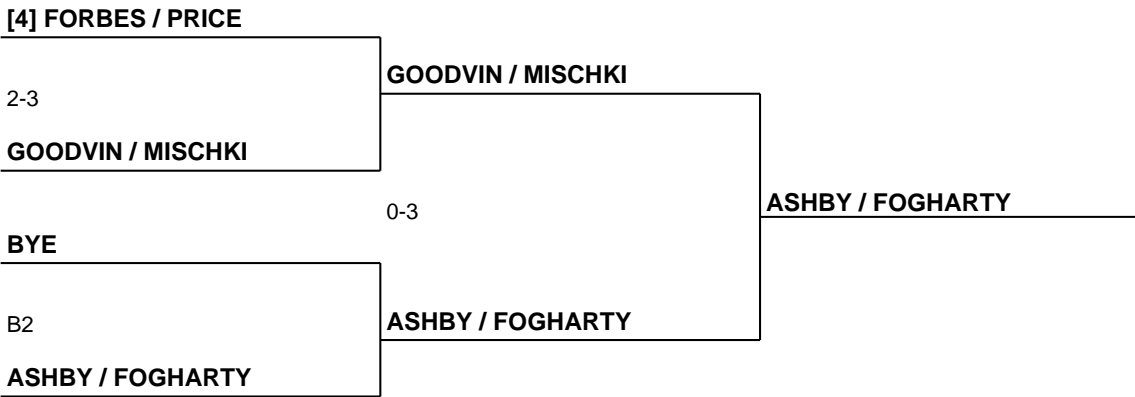 [4] FORBES / PRICE
GOODVIN / MISCHKI
2-3
GOODVIN / MISCHKI
ASHBY / FOGHARTY
0-3
BYE
ASHBY / FOGHARTY
B2
ASHBY / FOGHARTY